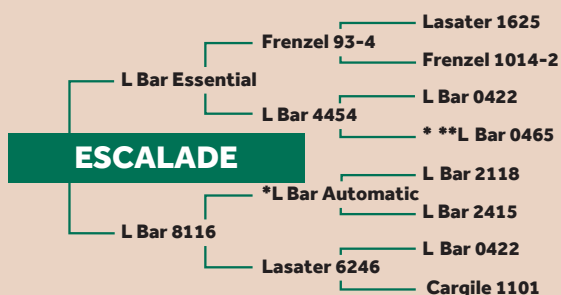 Lasater 1625
Frenzel 93-4
Frenzel 1014-2
L Bar Essential
L Bar 0422
L Bar 4454
* **L Bar 0465
ESCALADE
L Bar 2118
*L Bar Automatic
L Bar 2415
L Bar 8116
L Bar 0422
Lasater 6246
Cargile 1101